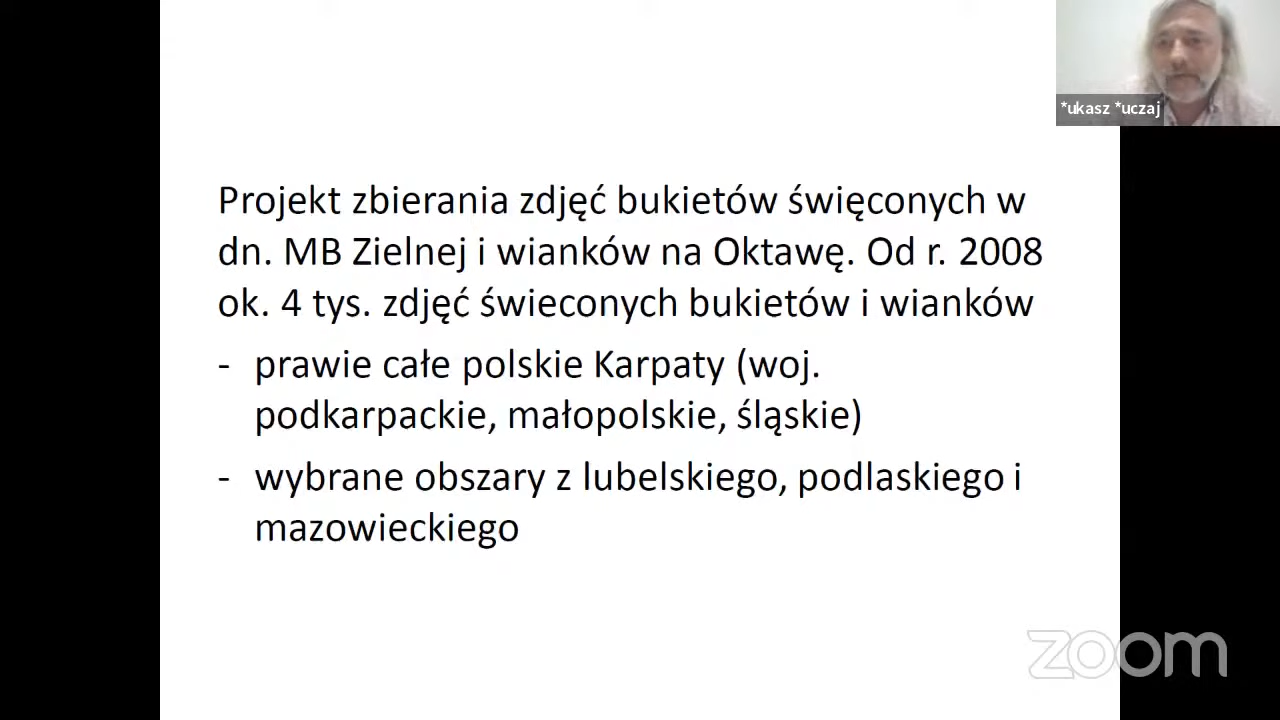 *ukasz *uczaj
Projekt zbierania zdjęć bukietów święconych w
dn. MB Zielnej i wianków na Oktawę. Od r. 2008
ok. 4 tys. zdjęć świeconych bukietów i wianków
- prawie całe polskie Karpaty (woj.
podkarpackie, małopolskie, śląskie)
- wybrane obszary z lubelskiego, podlaskiego i
mazowieckiego
zoom